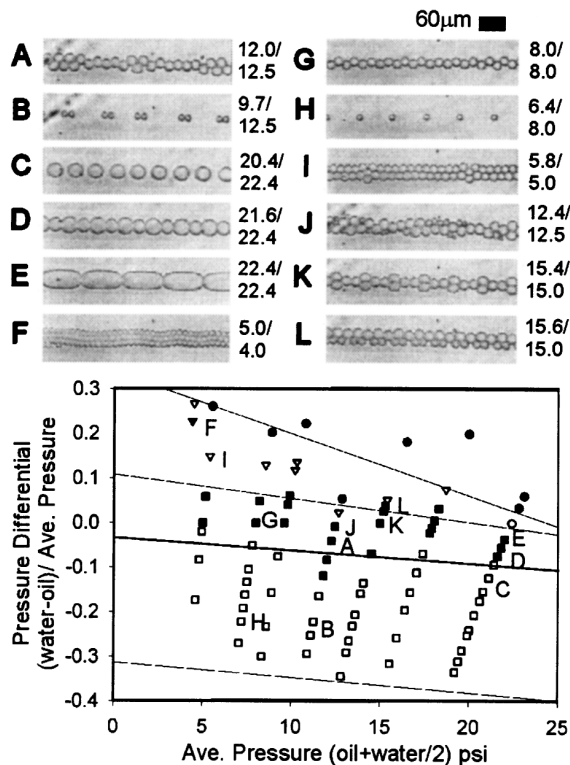 60µm
A 12.0/ 12.5 G 8.0/ 8.0
B 9.7/ 12.5 H 6.4/ 8.0
C 20.4/ 22.4 I 5.8/ 5.0
D 21.6/ 22.4 J 12.4/ 12.5
E 22.4/ 22.4 K 15.4/ 15.0
F 5.0/ 4.0 L 15.6/ 15.0
Pressure Differential
(water-oil)/ Ave. Pressure
0.3
0.2
0.1
0.0
-0.1
-0.2
-0.3
-0.4
F
I
G
H
J
A
B
L
K
E
D
C
0 5 10 15 20 25
Ave. Pressure (oil+water/2) psi